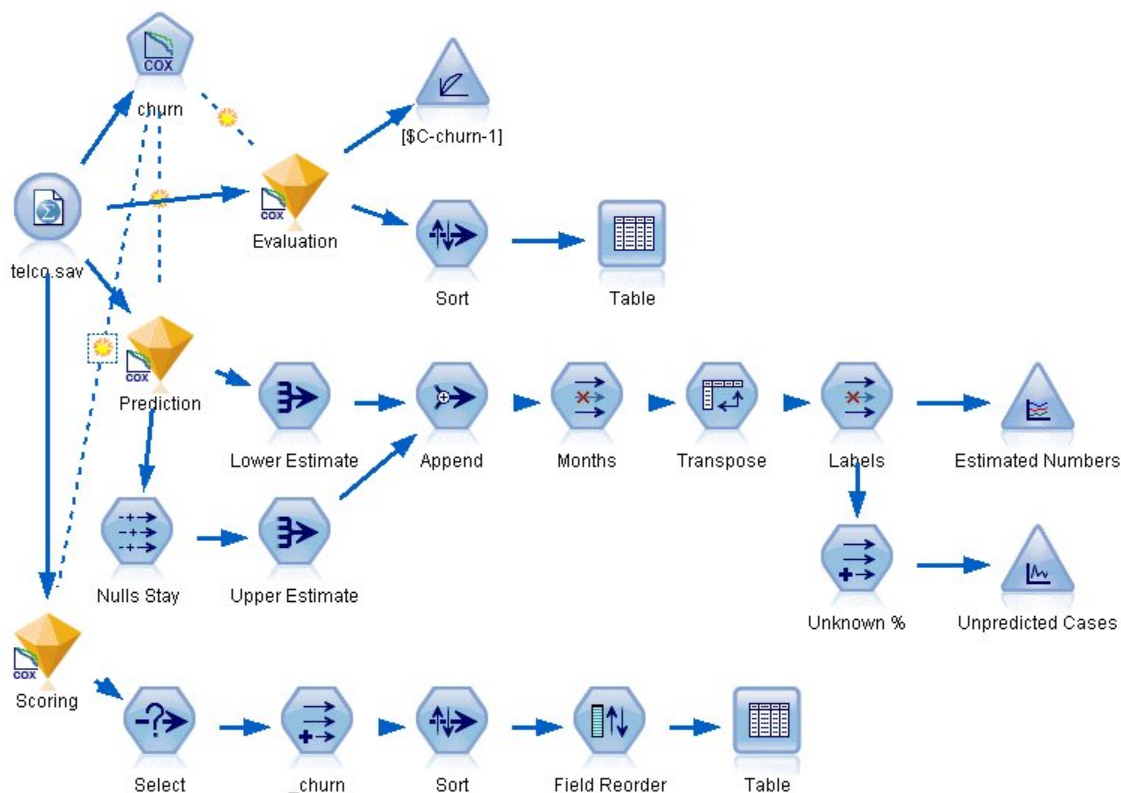 COX
churn
[$C-churn-1]
COX
Evaluation
telco.sav
Sort
Table
COX
Prediction
Lower Estimate
Append
Months
Transpose
Labels
Estimated Numbers
Nulls Stay
Upper Estimate
Unknown %
Unpredicted Cases
COX
Scoring
Select
_churn
Sort
Field Reorder
Table